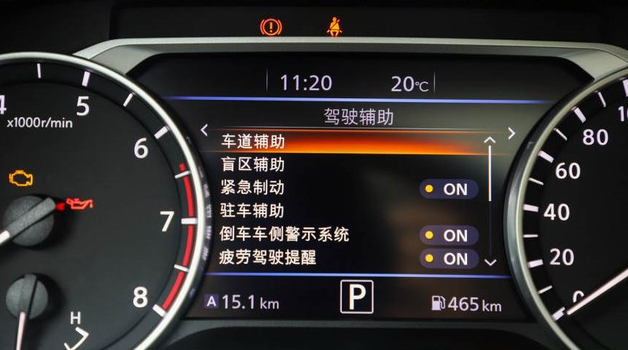 11:20 20°C
驾驶辅助
车道辅助
盲区辅助
紧急制动 ON
驻车辅助
倒车车侧警示系统 ON
疲劳驾驶提醒 ON
A 15.1 km P 465 km
4 5 6 7 8
x1000r/min
H
0 20 40 60 80